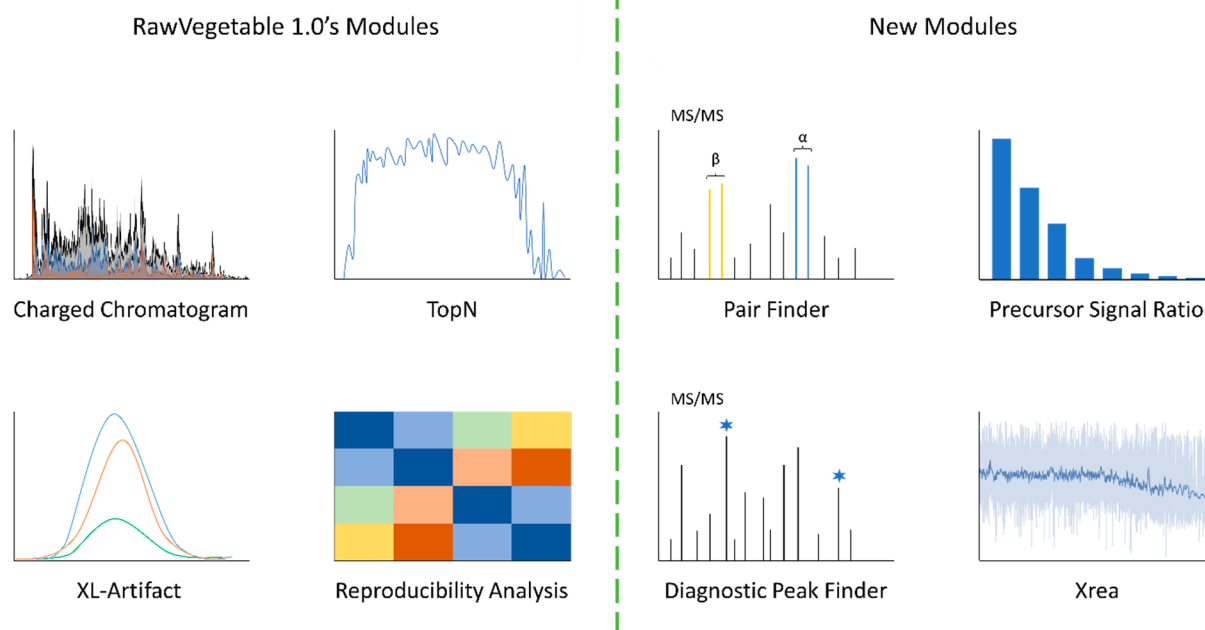 RawVegetable 1.0's Modules
New Modules
Charged Chromatogram
TopN
XL-Artifact
Reproducibility Analysis
MS/MS
β
α
Pair Finder
Precursor Signal Ratio
MS/MS
Diagnostic Peak Finder
Xrea